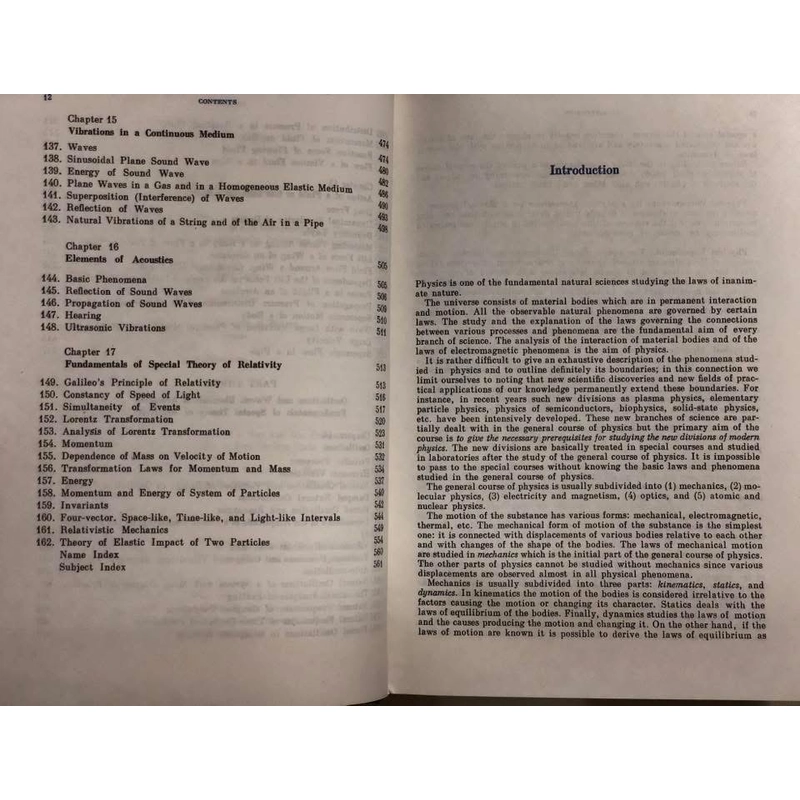 12
CONTENTS
Chapter 15
Vibrations in a Continuous Medium 474
137. Waves 474
138. Sinusoidal Plane Sound Wave 480
139. Energy of Sound Wave 482
140. Plane Waves in a Gas and in a Homogeneous Elastic Medium 486
141. Superposition (Interference) of Waves 490
142. Reflection of Waves 493
143. Natural Vibrations of a String and of the Air in a Pipe 498
Chapter 16
Elements of Acoustics 505
144. Basic Phenomena 505
145. Reflection of Sound Waves 508
146. Propagation of Sound Waves 509
147. Hearing 510
148. Ultrasonic Vibrations 511
Chapter 17
Fundamentals of Special Theory of Relativity 513
149. Galileo's Principle of Relativity 513
150. Constancy of Speed of Light 516
151. Simultaneity of Events 517
152. Lorentz Transformation 520
153. Analysis of Lorentz Transformation 523
154. Momentum 531
155. Dependence of Mass on Velocity of Motion 532
156. Transformation Laws for Momentum and Mass 534
157. Energy 537
158. Momentum and Energy of System of Particles 540
159. Invariants 543
160. Four-vector. Space-like, Time-like, and Light-like Intervals 544
161. Relativistic Mechanics 549
162. Theory of Elastic Impact of Two Particles 554
Name Index 560
Subject Index 561
Introduction
Physics is one of the fundamental natural sciences studying the laws of inanim-
ate nature.
The universe consists of material bodies which are in permanent interaction
and motion. All the observable natural phenomena are governed by certain
laws. The study and the explanation of the laws governing the connections
between various processes and phenomena are the fundamental aim of every
branch of science. The analysis of the interaction of material bodies and of the
laws of electromagnetic phenomena is the aim of physics.
It is rather difficult to give an exhaustive description of the phenomena stud-
ied in physics and to outline definitely its boundaries; in this connection we
limit ourselves to noting that new scientific discoveries and new fields of prac-
tical applications of our knowledge permanently extend these boundaries. For
instance, in recent years such new divisions as plasma physics, elementary
particle physics, physics of semiconductors, biophysics, solid-state physics,
etc. have been intensively developed. These new branches of science are par-
tially dealt with in the general course of physics but the primary aim of the
course is to give the necessary prerequisites for studying the new divisions of modern
physics. The new divisions are basically treated in special courses and studied
in laboratories after the study of the general course of physics. It is impossible
to pass to the special courses without knowing the basic laws and phenomena
studied in the general course of physics.
The general course of physics is usually subdivided into (1) mechanics, (2) mo-
lecular physics, (3) electricity and magnetism, (4) optics, and (5) atomic and
nuclear physics.
The motion of the substance has various forms: mechanical, electromagnetic,
thermal, etc. The mechanical form of motion of the substance is the simplest
one: it is connected with displacements of various bodies relative to each other
and with changes of the shape of the bodies. The laws of mechanical motion
are studied in mechanics which is the initial part of the general course of physics.
The other parts of physics cannot be studied without mechanics since various
displacements are observed almost in all physical phenomena.
Mechanics is usually subdivided into three parts: kinematics, statics, and
dynamics. In kinematics the motion of the bodies is considered irrelative to the
factors causing the motion or changing its character. Statics deals with the
laws of equilibrium of the bodies. Finally, dynamics studies the laws of motion
and the causes producing the motion and changing it. On the other hand, if the
laws of motion are known it is possible to derive the laws of equilibrium as